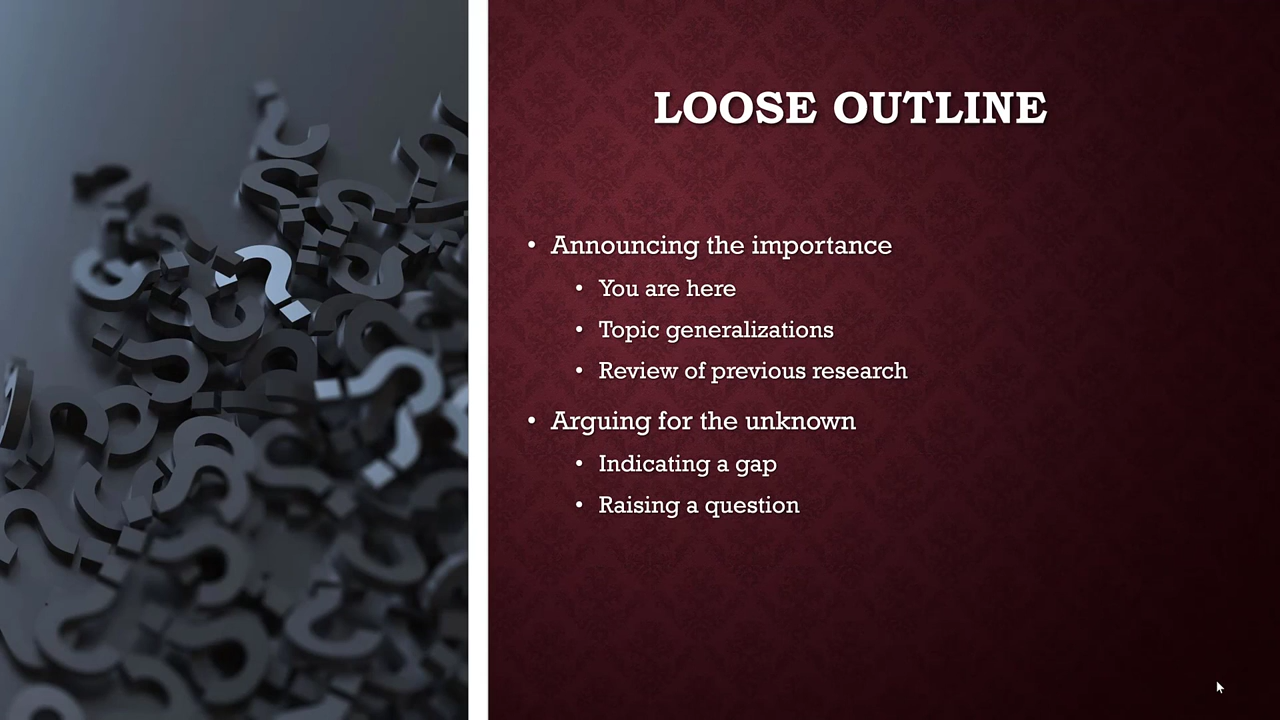 LOOSE OUTLINE
• Announcing the importance
• You are here
• Topic generalizations
• Review of previous research
• Arguing for the unknown
• Indicating a gap
• Raising a question